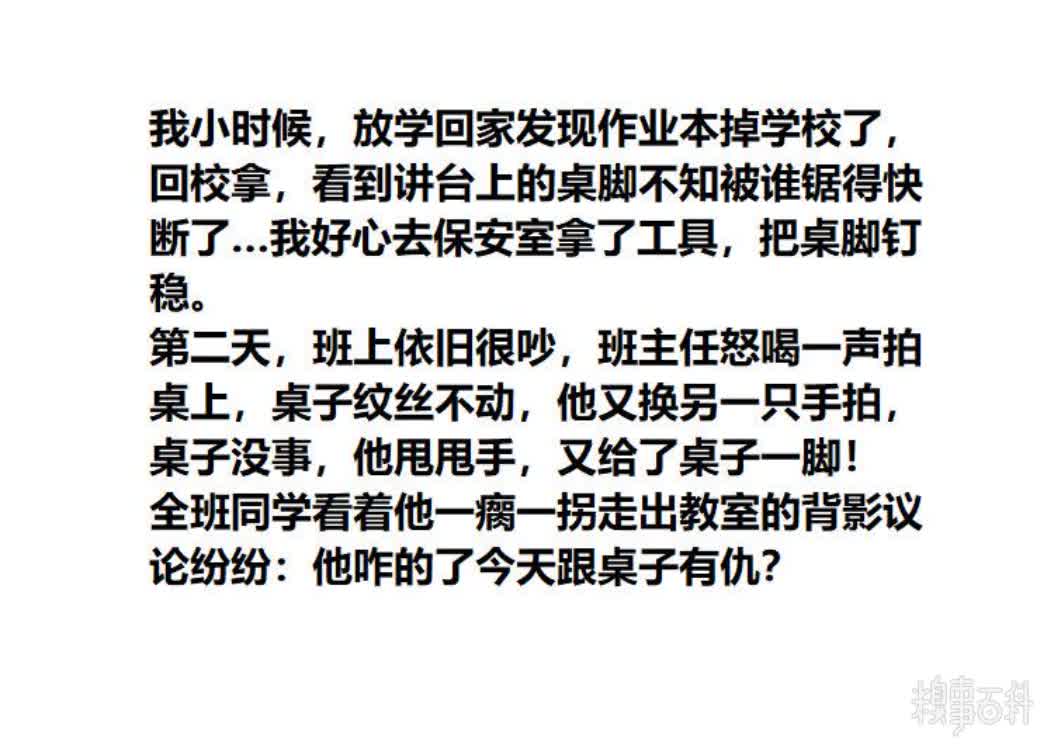 我小时候，放学回家发现作业本掉学校了，
回校拿，看到讲台上的桌脚不知被谁锯得快
断了...我好心去保安室拿了工具，把桌脚钉
稳。
第二天，班上依旧很吵，班主任怒喝一声拍
桌上，桌子纹丝不动，他又换另一只手拍，
桌子没事，他甩甩手，又给了桌子一脚！
全班同学看着他一瘸一拐走出教室的背影议
论纷纷：他咋的了今天跟桌子有仇？
糗事百科